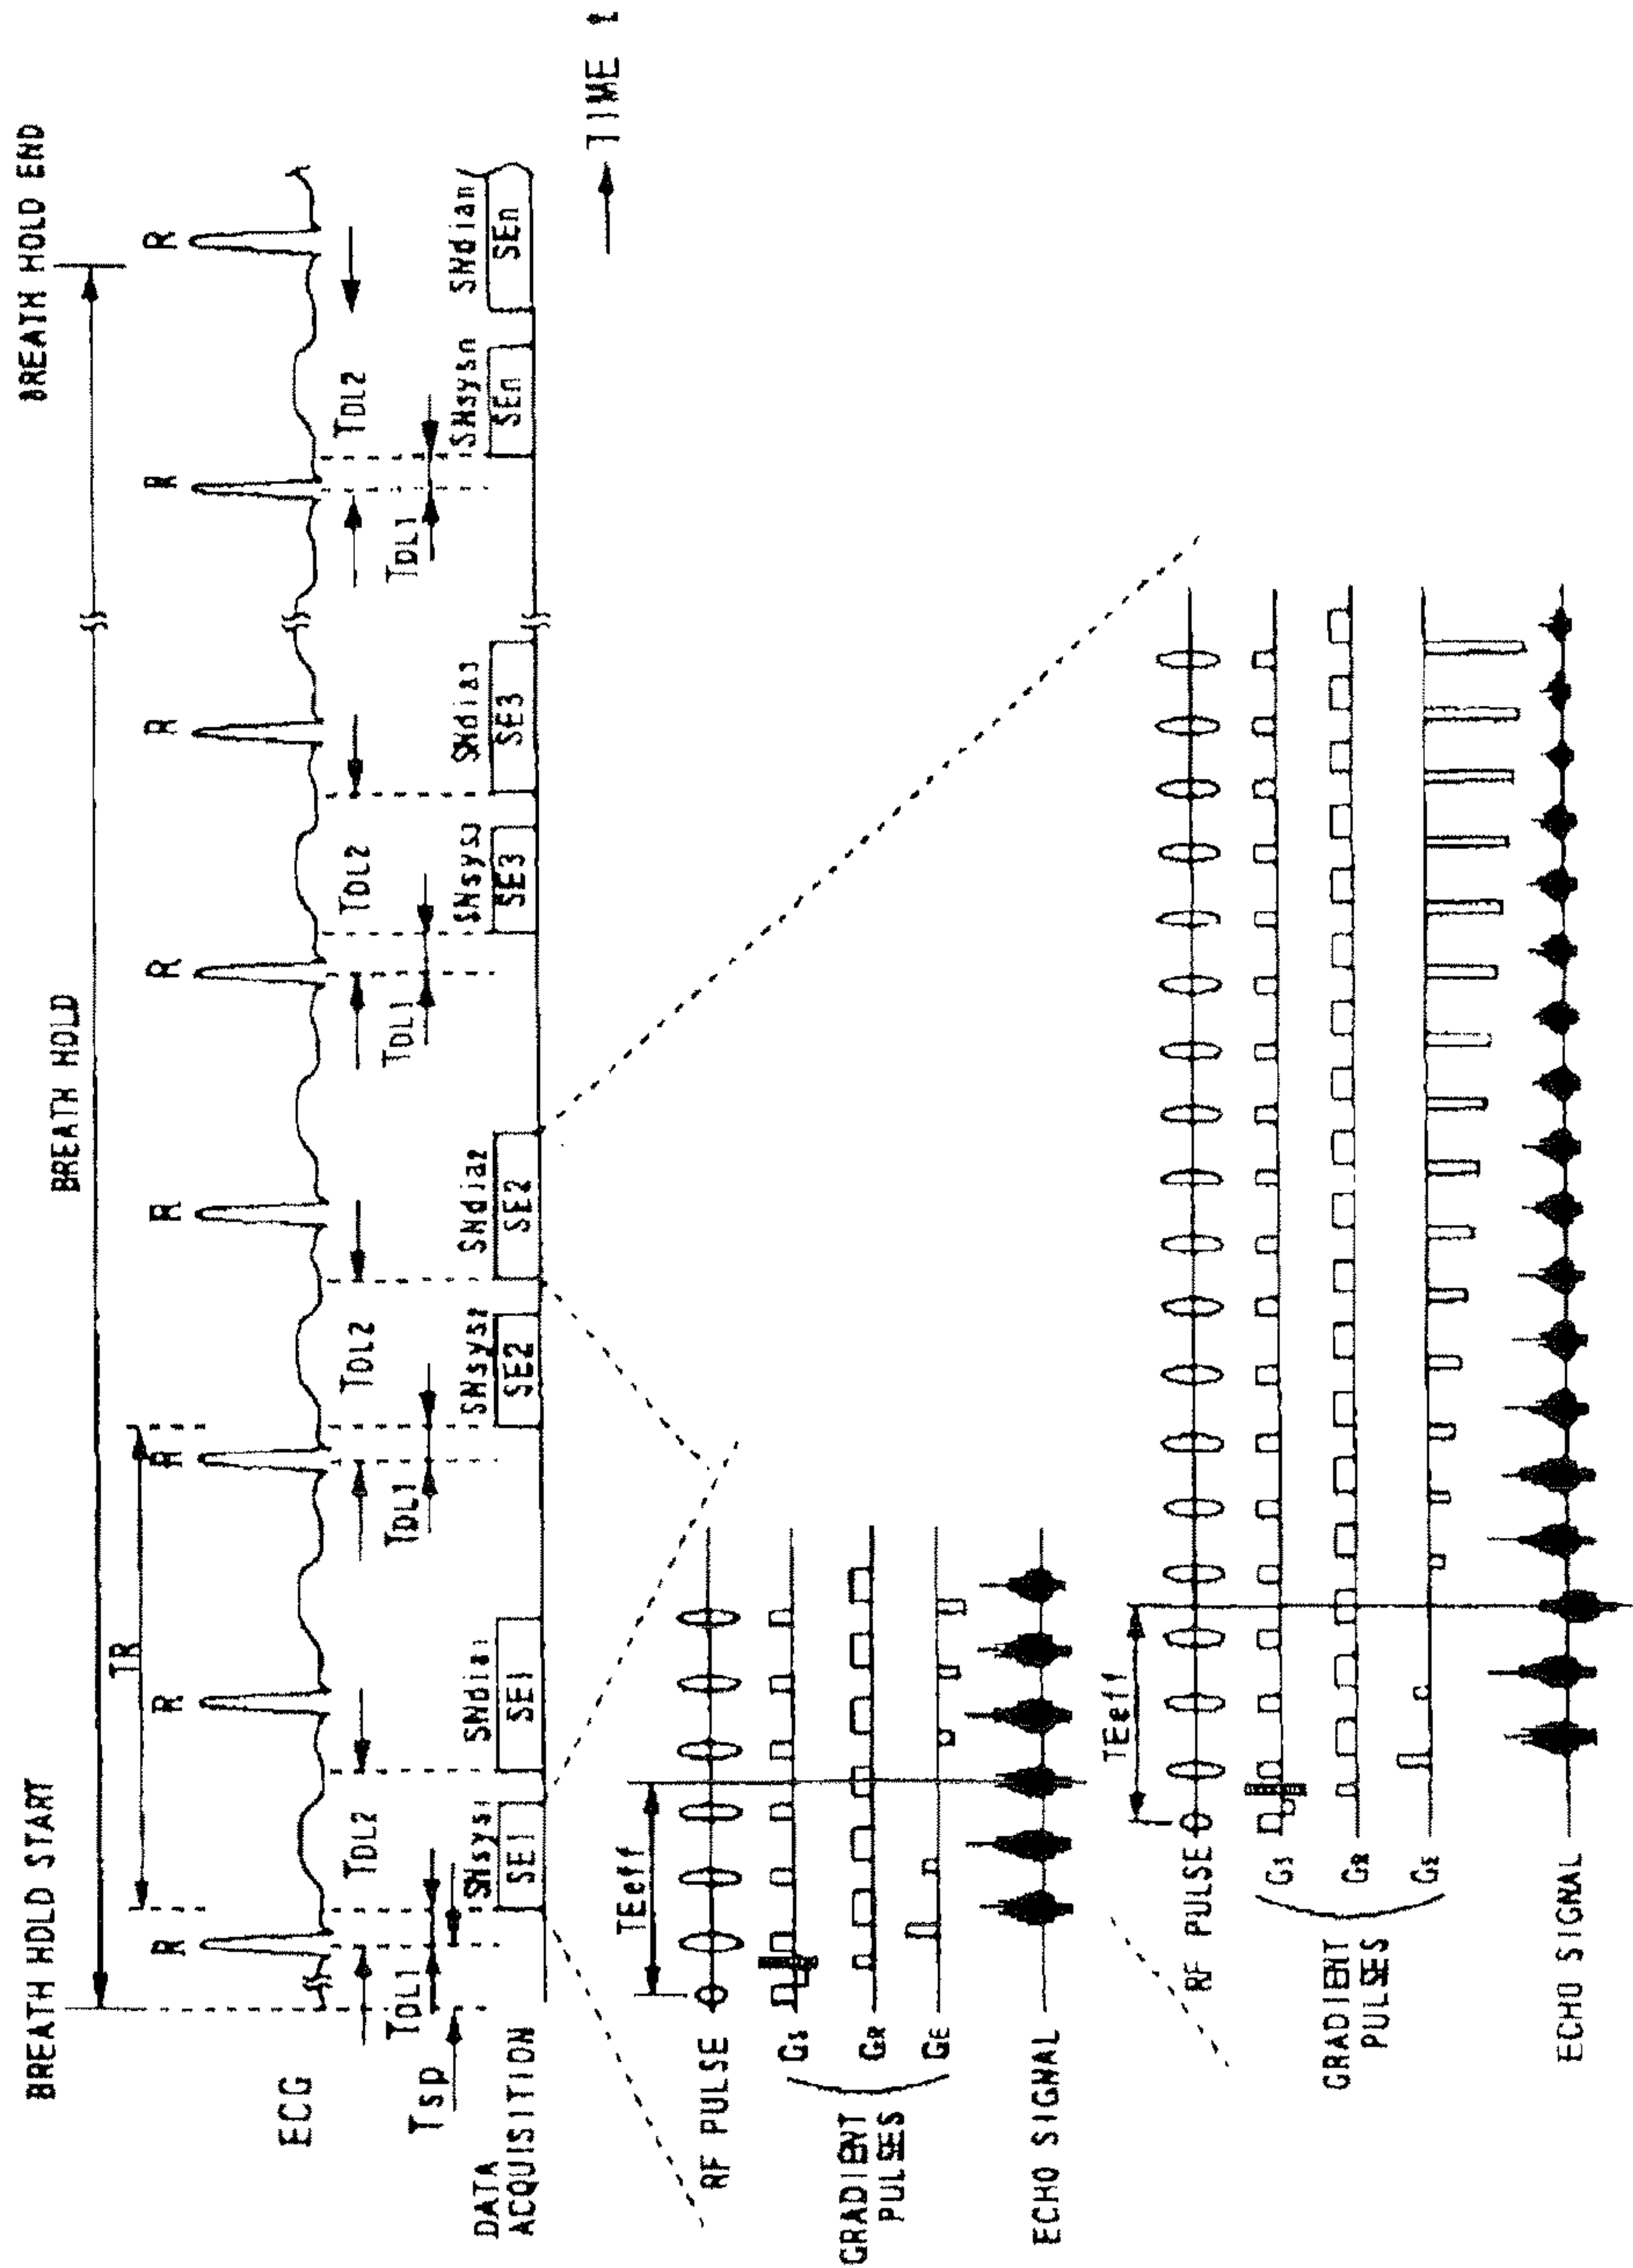 BREATH HOLD START
BREATH HOLD
BREATH HOLD END
TR
R
R
R
R
R
R
R
R
ECG
TDL1
TDL2
TDL1
TDL2
TDL1
TDL2
TDL1
TDL2
Tsp
DATA
ACQUISITION
SNsys1
SE1
SNdia1
SE1
SNsys2
SE2
SNdia2
SE2
SNsys3
SE3
SNdia3
SE3
SNsysn
SEn
SNdian
SEn
TIME t
TEeff
RF PULSE
GS
GR
GE
GRADIENT
PULSES
ECHO SIGNAL
TEeff
RF PULSE
GS
GR
GE
GRADIENT
PULSES
ECHO SIGNAL